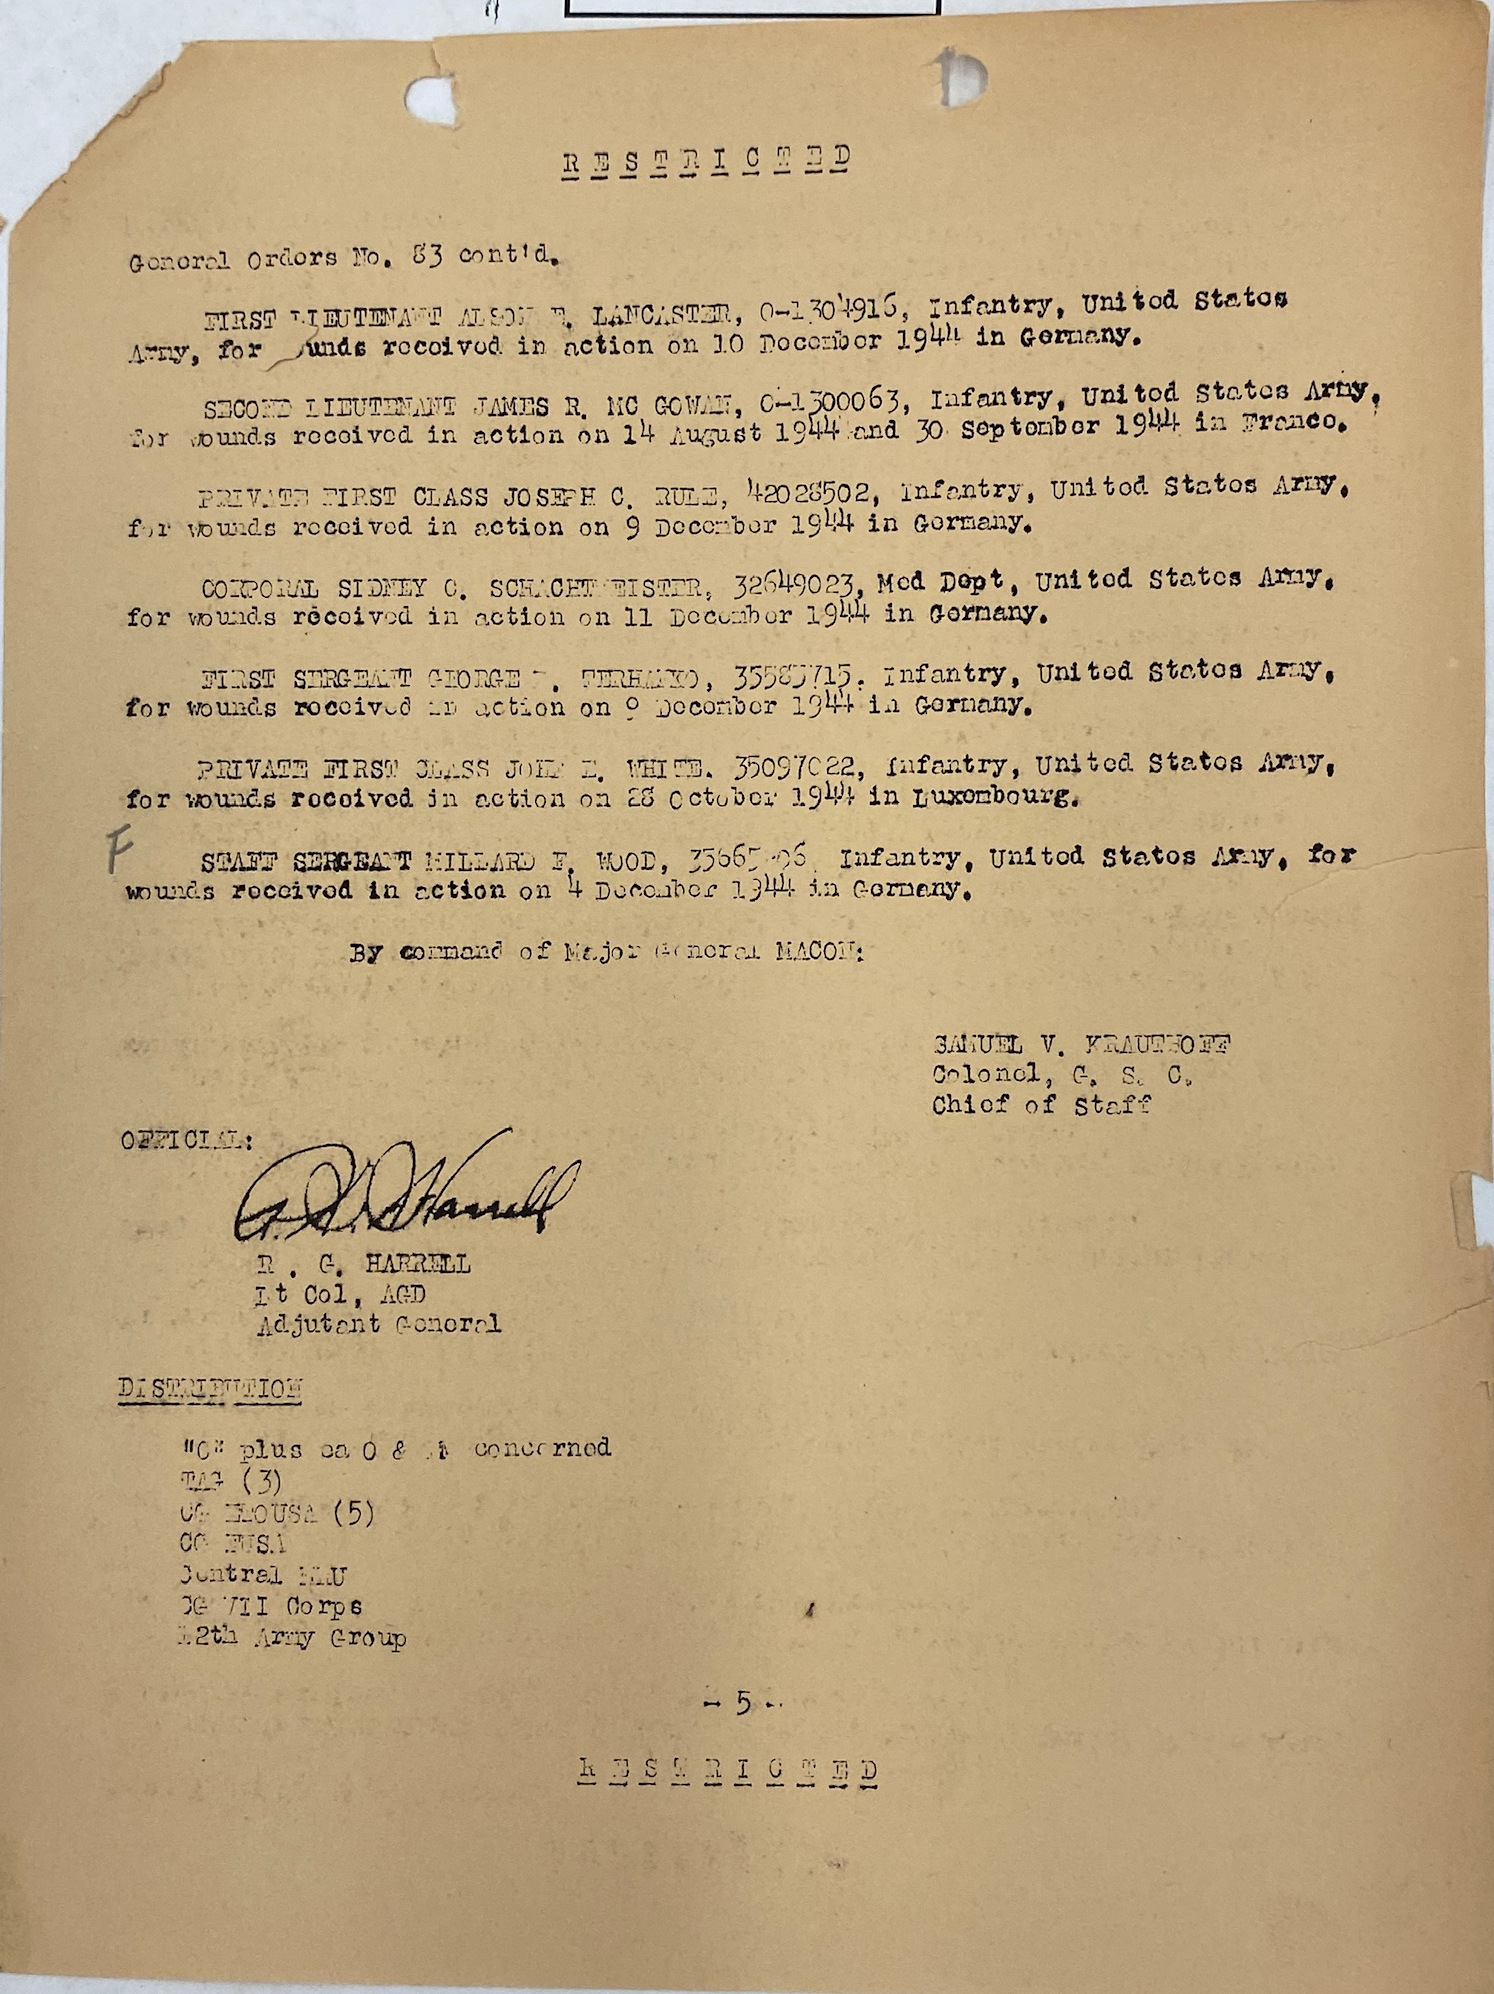 R E S T R I C T E D
General Orders No. 83 cont'd.
FIRST LIEUTENANT E. LANCASTER, O-1304916, Infantry, United States
Army, for received in action on 10 December 1944 in Germany.
SECOND LIEUTENANT JAMES R. MC GOWAN, O-1300063, Infantry, United States Army,
for wounds received in action on 14 August 1944 and 30 September 1944 in France.
PRIVATE FIRST CLASS JOSEPH C. RULE, 42028502, Infantry, United States Army,
for wounds received in action on 9 December 1944 in Germany.
CORPORAL SIDNEY C. SCHACHTMEISTER, 32649023, Med Dept, United States Army,
for wounds received in action on 11 December 1944 in Germany.
FIRST SERGEANT GEORGE Infantry, United States Army,
for wounds received in action on December 1944 in Germany.
PRIVATE FIRST CLASS JOHN E. WHITE. 35097022, Infantry, United States Army,
for wounds received in action on 28 October 1944 in Luxembourg.
F
STAFF SERGEANT F. WOOD, Infantry, United States Army, for
wounds received in action on 4 December 1944 in Germany.
By command of Major General MACON:
SAMUEL V. KRAUTHOFF
Colonel, G. S. C.
Chief of Staff
OFFICIAL:
R. G. HARRELL
Lt Col, AGD
Adjutant General
DISTRIBUTION
"C" plus ea O & concerned
TAG (3)
CG ETOUSA (5)
CG FUSA
Central MRU
CG VII Corps
12th Army Group
- 5 -
R E S T R I C T E D